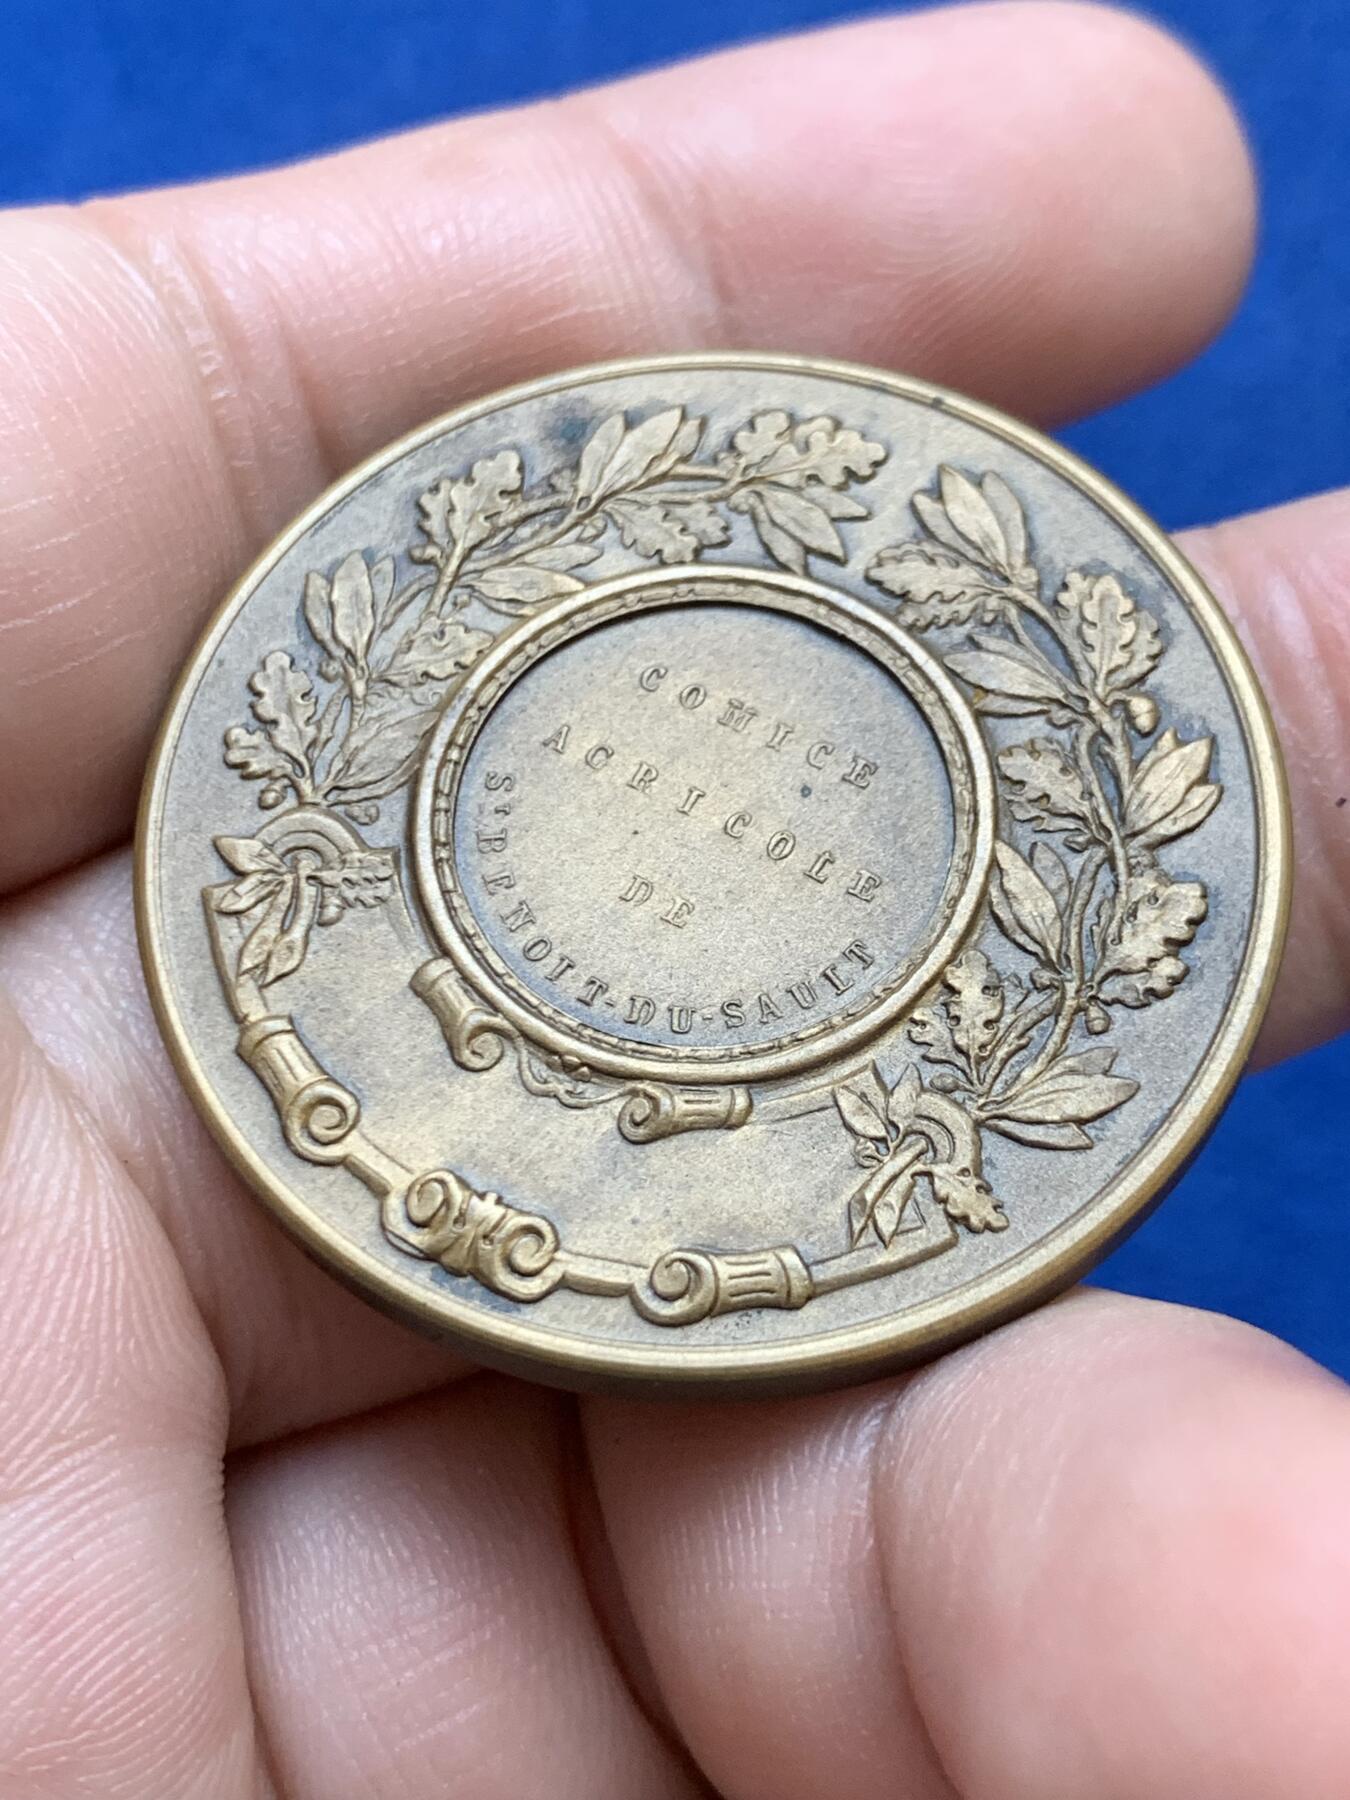 COMICE
AGRICOLE
DE
ST BENOIT-DU-SAULT